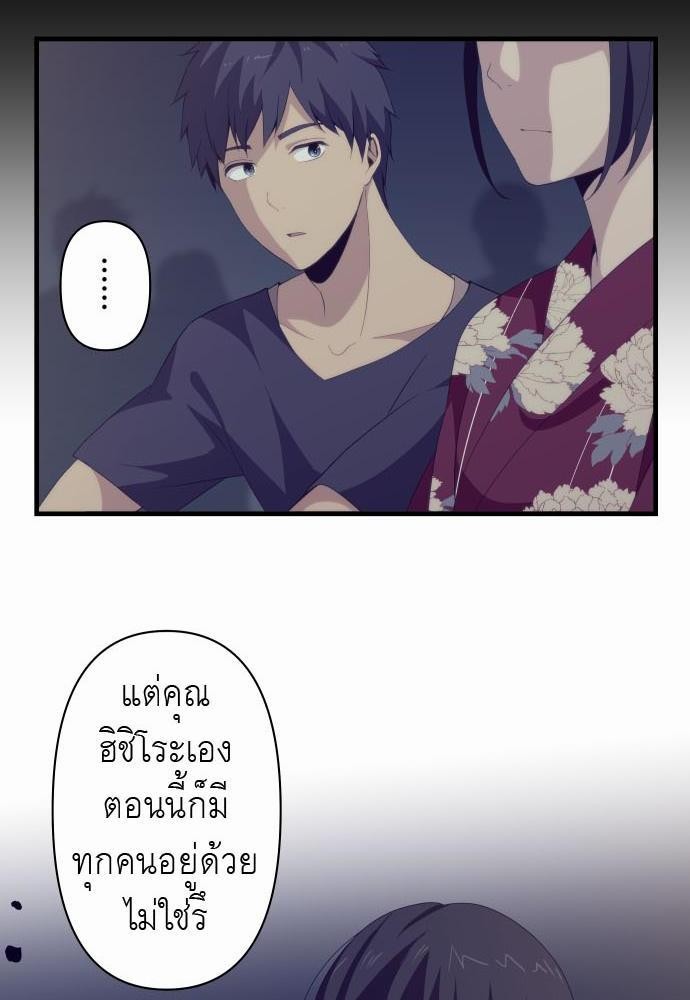 ......
แต่คุณ
ฮิชิโระเอง
ตอนนี้ก็มี
ทุกคนอยู่ด้วย
ไม่ใช่รึ